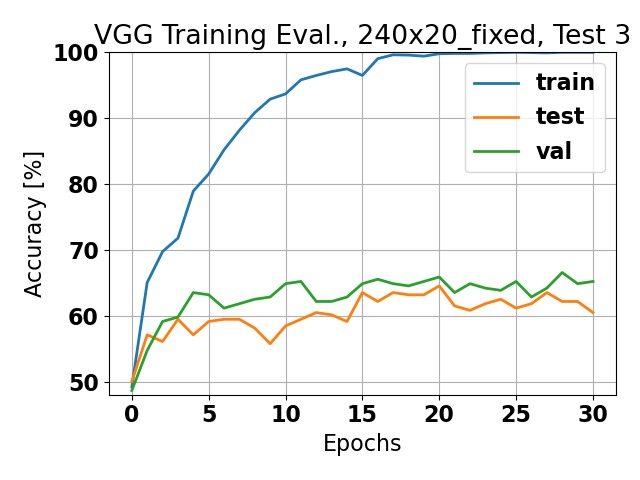 VGG Training Eval., 240x20_fixed, Test 3
100
90
80
70
60
50
Accuracy [%]
train
test
val
0 5 10 15 20 25 30
Epochs